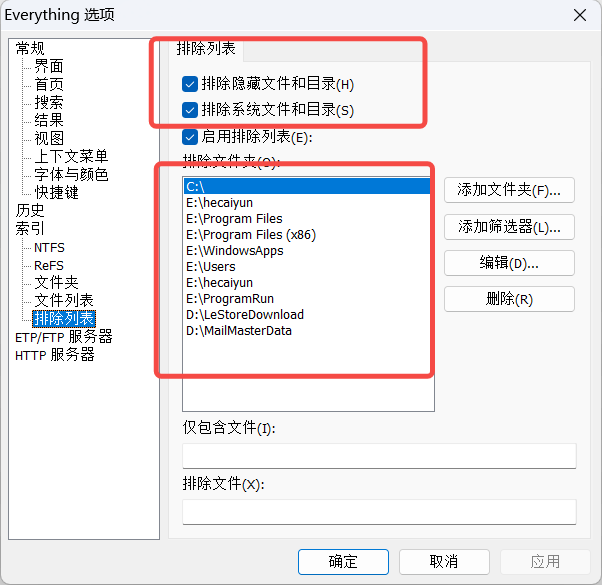 Everything 选项
常规
界面
首页
搜索
结果
视图
上下文菜单
字体与颜色
快捷键
历史
索引
NTFS
ReFS
文件夹
文件列表
排除列表
ETP/FTP 服务器
HTTP 服务器
排除列表
排除隐藏文件和目录(H)
排除系统文件和目录(S)
启用排除列表(E):
排除文件夹(O):
C:\
E:\hecaiyun
E:\Program Files
E:\Program Files (x86)
E:\WindowsApps
E:\Users
E:\hecaiyun
E:\ProgramRun
D:\LeStoreDownload
D:\MailMasterData
添加文件夹(F)...
添加筛选器(L)...
编辑(D)...
删除(R)
仅包含文件(I):
排除文件(X):
确定
取消
应用